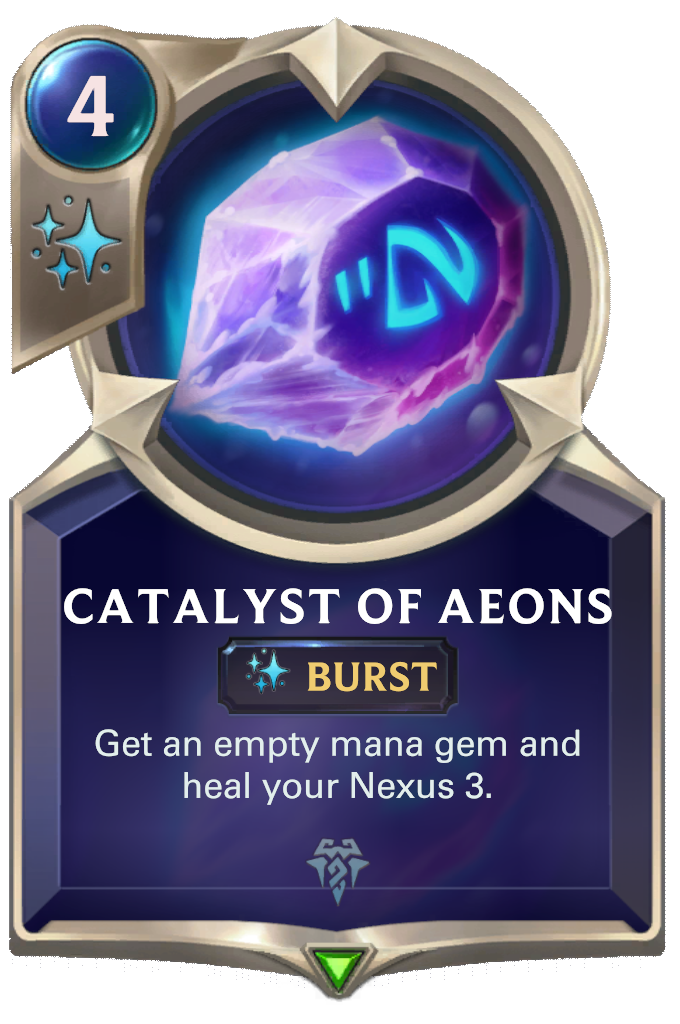 4
CATALYST OF AEONS
BURST
Get an empty mana gem and
heal your Nexus 3.